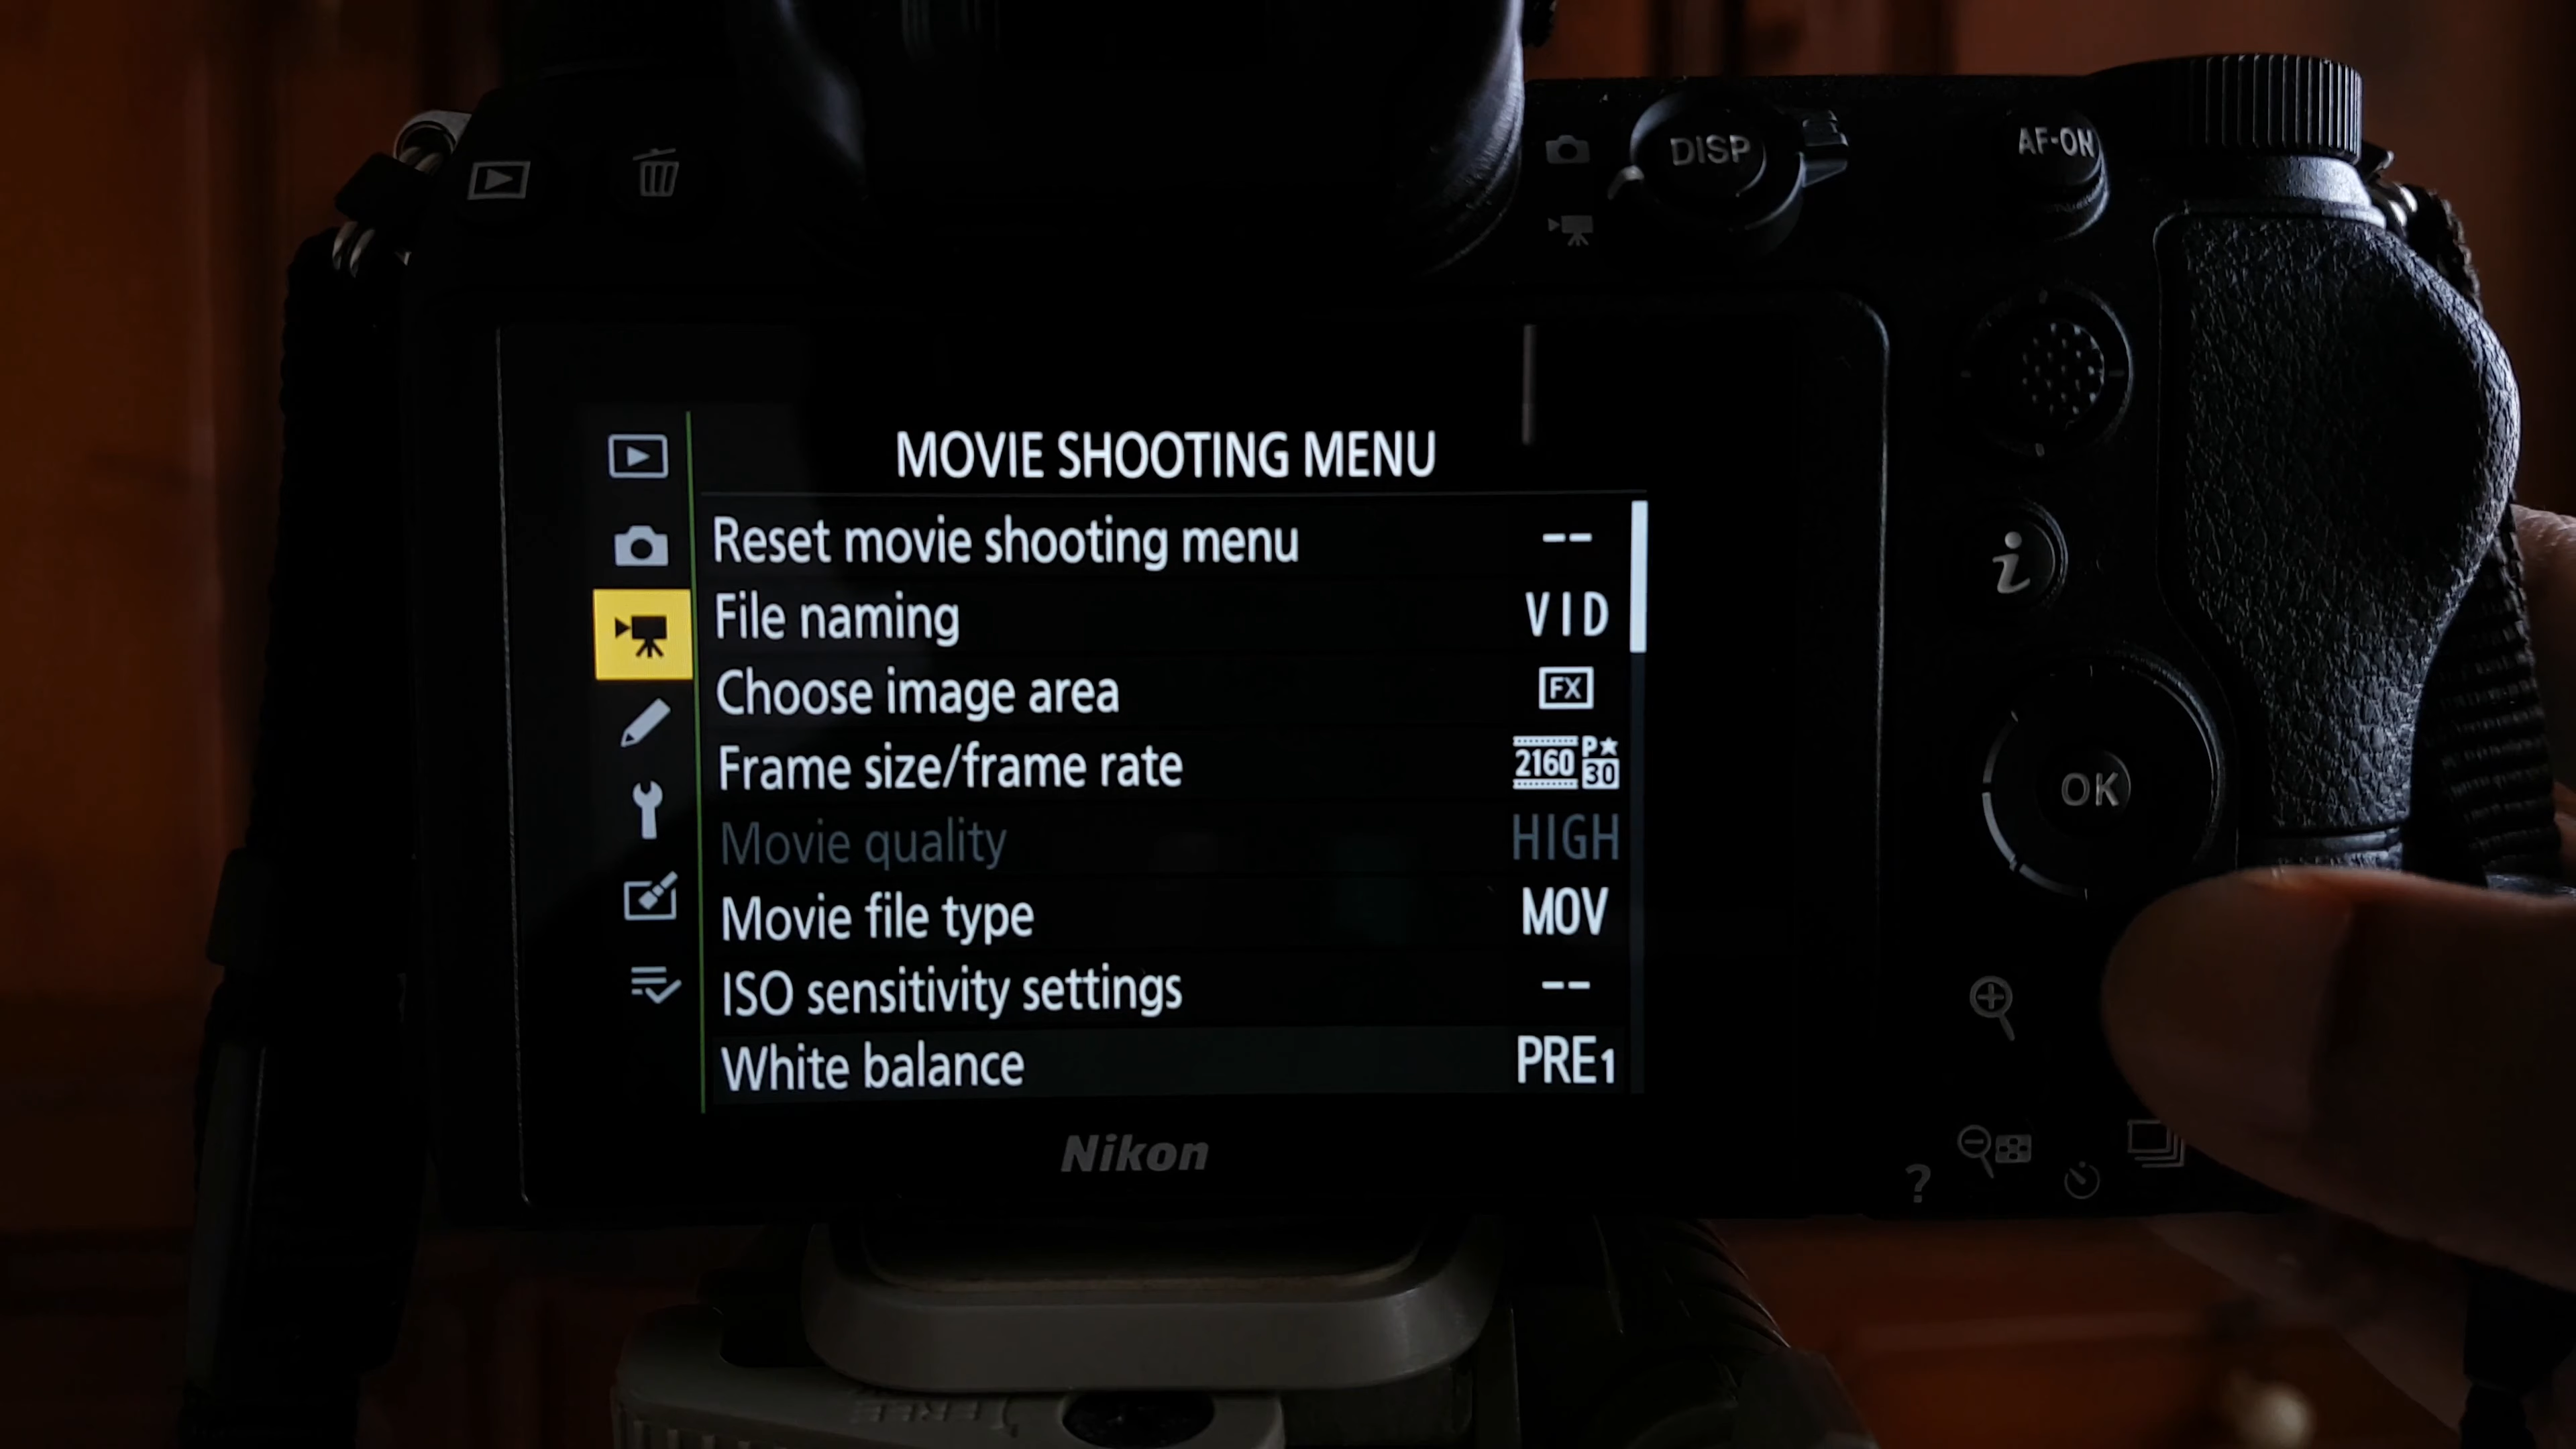 DISP
AF-ON
MOVIE SHOOTING MENU
Reset movie shooting menu --
File naming VID
Choose image area FX
Frame size/frame rate 2160 P★ 30
Movie quality HIGH
Movie file type MOV
ISO sensitivity settings --
White balance PRE1
i
OK
Nikon
?
FREE